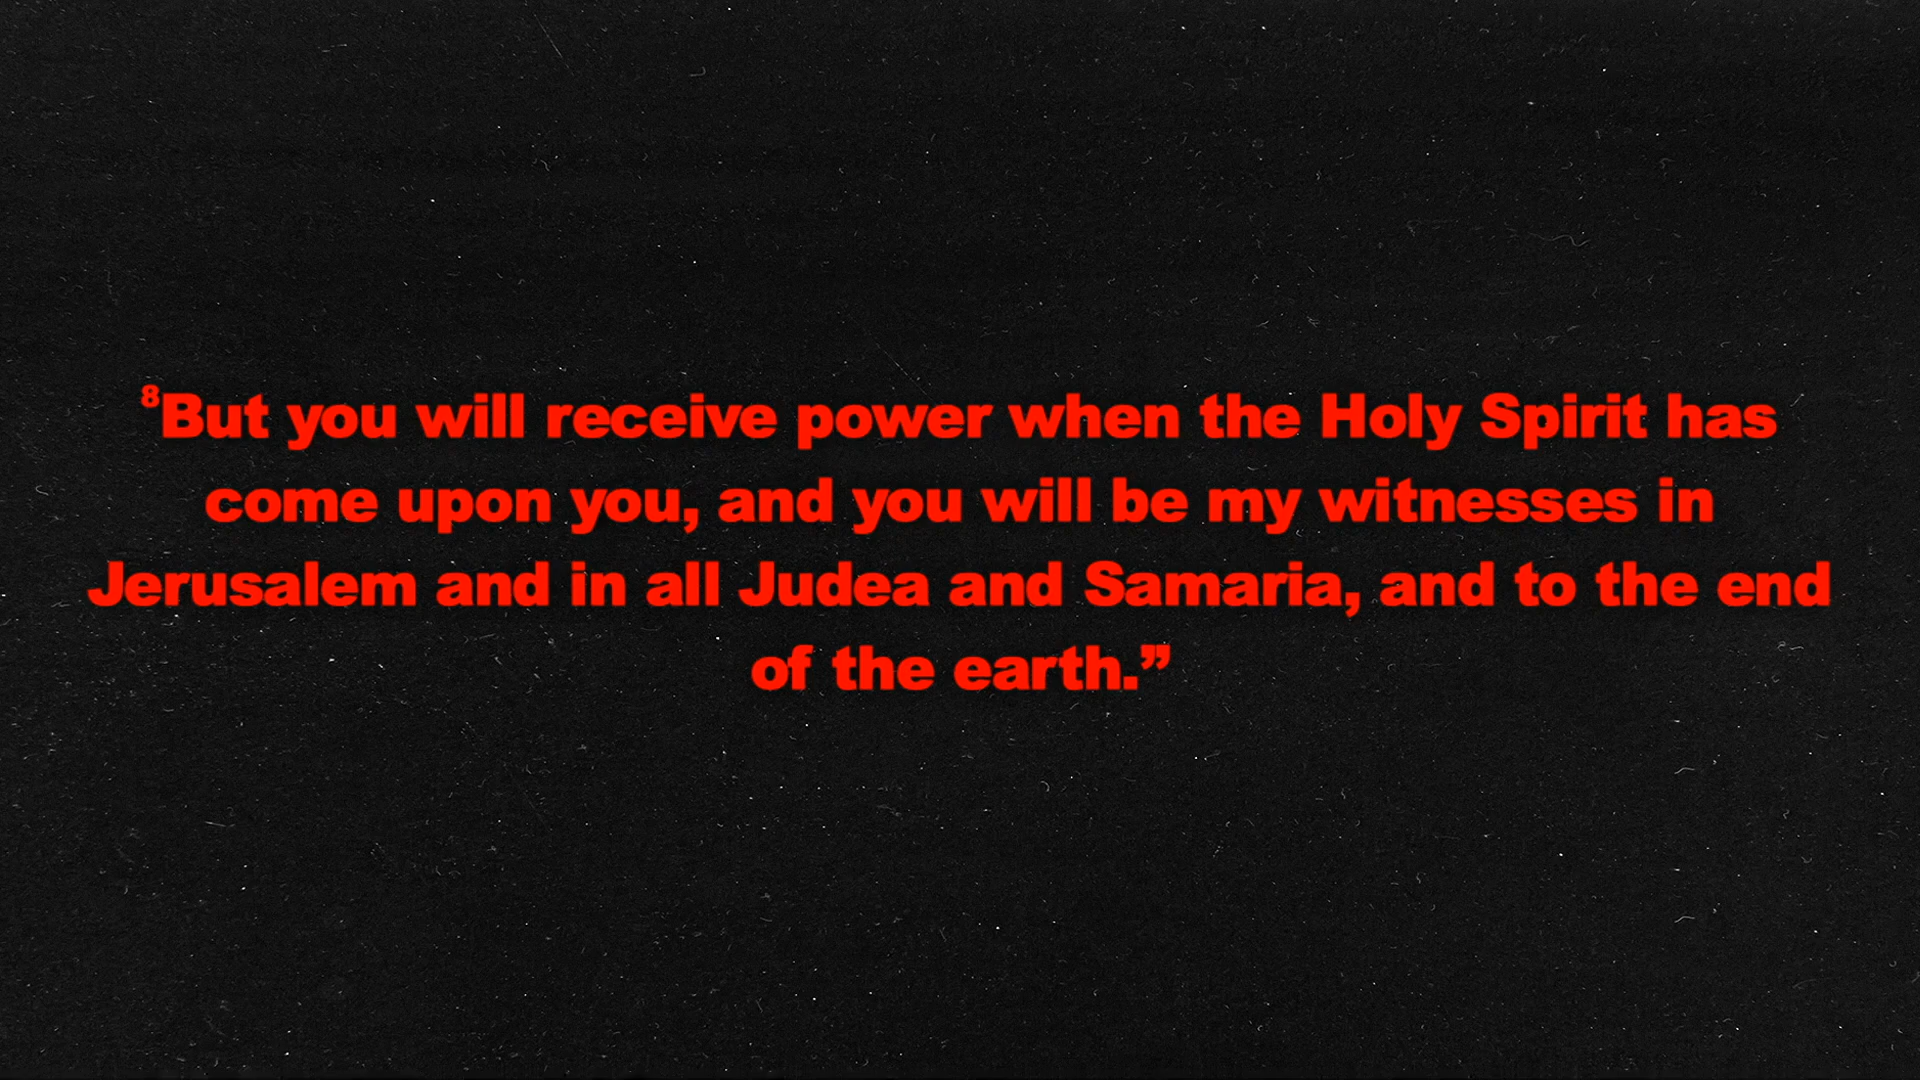 ⁸But you will receive power when the Holy Spirit has
come upon you, and you will be my witnesses in
Jerusalem and in all Judea and Samaria, and to the end
of the earth.”